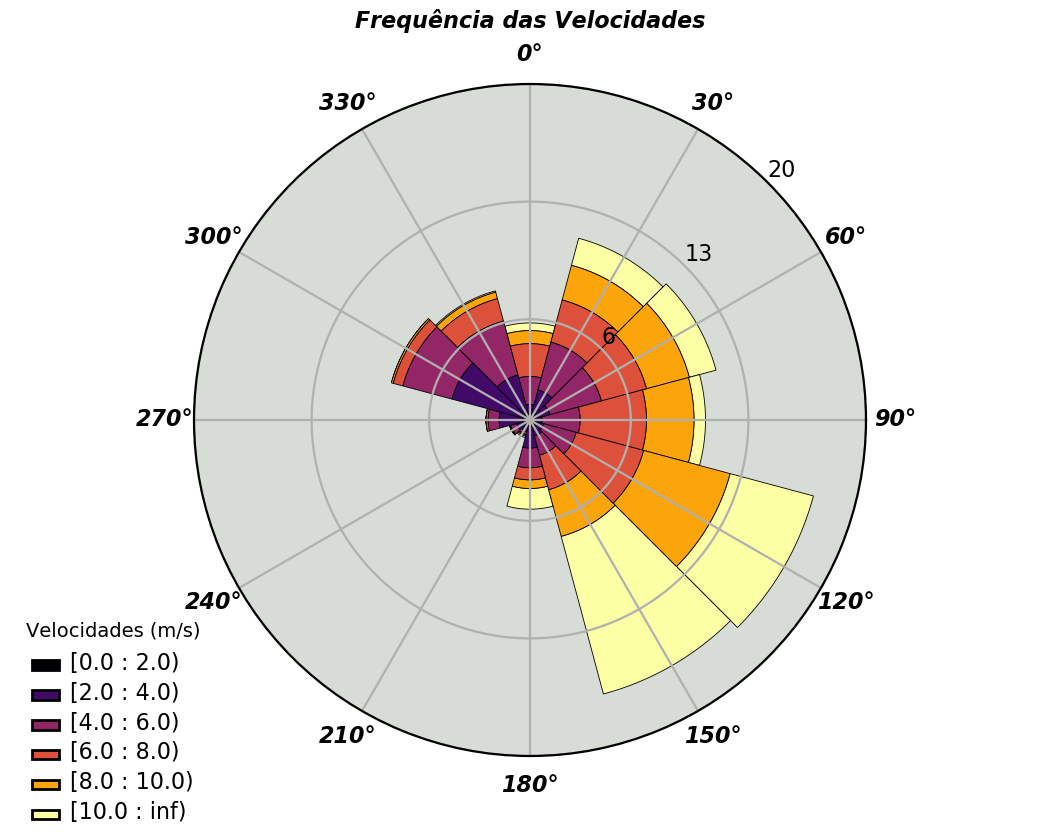 Frequência das Velocidades
0°
330°
30°
20
300°
60°
13
6
270°
90°
240°
120°
210°
150°
180°
Velocidades (m/s)
[0.0 : 2.0)
[2.0 : 4.0)
[4.0 : 6.0)
[6.0 : 8.0)
[8.0 : 10.0)
[10.0 : inf)